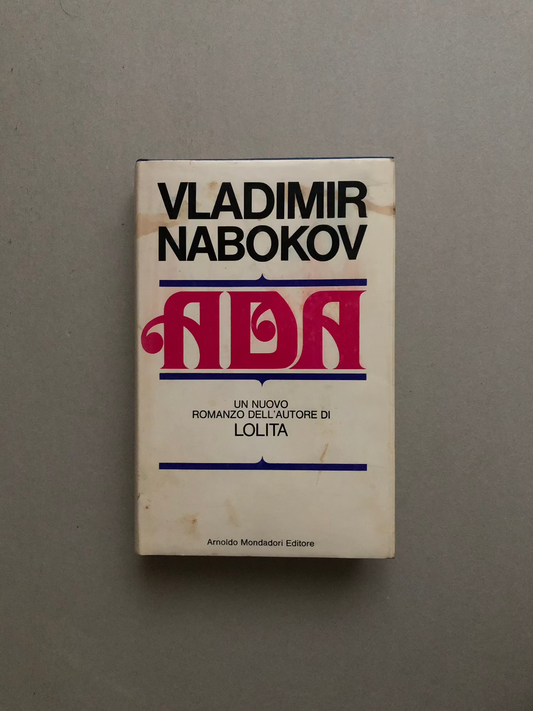 VLADIMIR
NABOKOV
ADA
UN NUOVO
ROMANZO DELL'AUTORE DI
LOLITA
Arnoldo Mondadori Editore